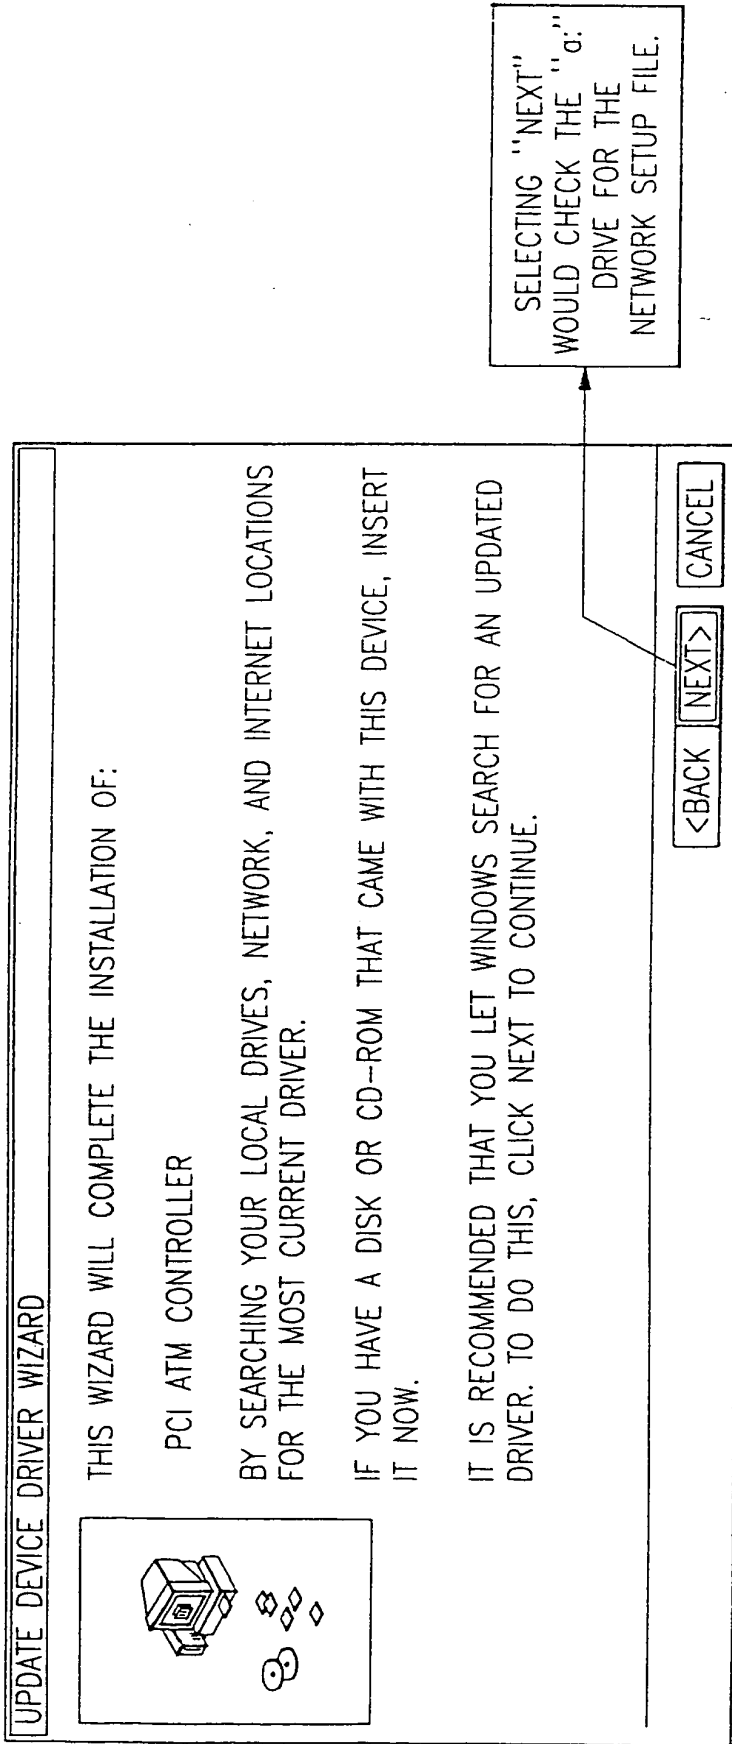 UPDATE DEVICE DRIVER WIZARD
THIS WIZARD WILL COMPLETE THE INSTALLATION OF:
PCI ATM CONTROLLER
BY SEARCHING YOUR LOCAL DRIVES, NETWORK, AND INTERNET LOCATIONS
FOR THE MOST CURRENT DRIVER.
IF YOU HAVE A DISK OR CD-ROM THAT CAME WITH THIS DEVICE, INSERT
IT NOW.
IT IS RECOMMENDED THAT YOU LET WINDOWS SEARCH FOR AN UPDATED
DRIVER. TO DO THIS, CLICK NEXT TO CONTINUE.
<BACK NEXT> CANCEL
SELECTING ''NEXT''
WOULD CHECK THE ''a:''
DRIVE FOR THE
NETWORK SETUP FILE.